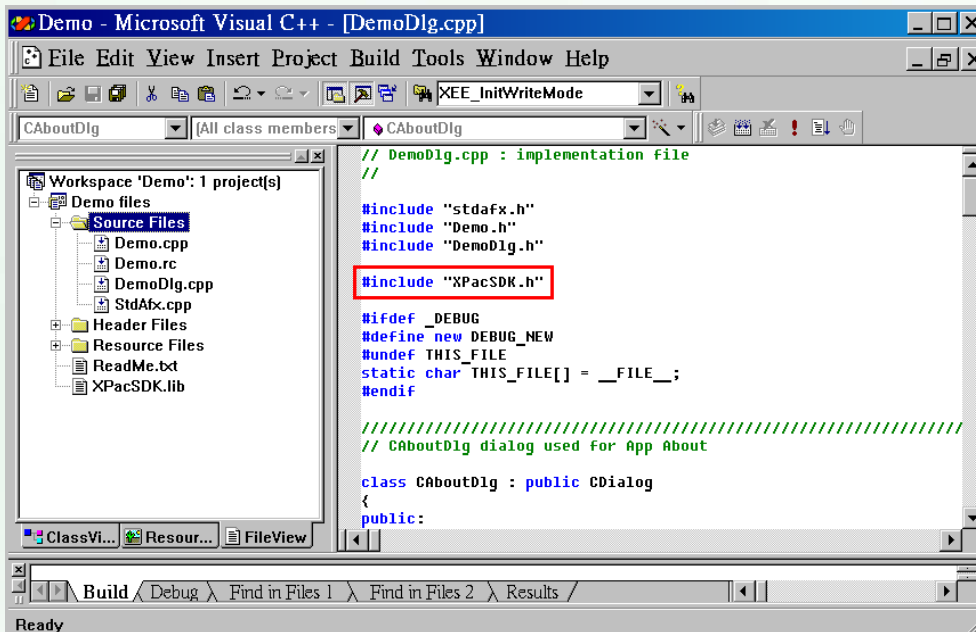 Demo - Microsoft Visual C++ - [DemoDlg.cpp]
File Edit View Insert Project Build Tools Window Help
XEE_InitWriteMode
CAboutDlg [All class members CAboutDlg
Workspace 'Demo': 1 project(s)
Demo files
Source Files
Demo.cpp
Demo.rc
DemoDlg.cpp
StdAfx.cpp
Header Files
Resource Files
ReadMe.txt
XPacSDK.lib
ClassVi... Resour... FileView
// DemoDlg.cpp : implementation file
//
#include "stdafx.h"
#include "Demo.h"
#include "DemoDlg.h"
#include "XPacSDK.h"
#ifdef _DEBUG
#define new DEBUG_NEW
#undef THIS_FILE
static char THIS_FILE[] = __FILE__;
#endif
/////////////////////////////////////////////////////////////////
// CAboutDlg dialog used for App About
class CAboutDlg : public CDialog
{
public:
Build Debug Find in Files 1 Find in Files 2 Results
Ready